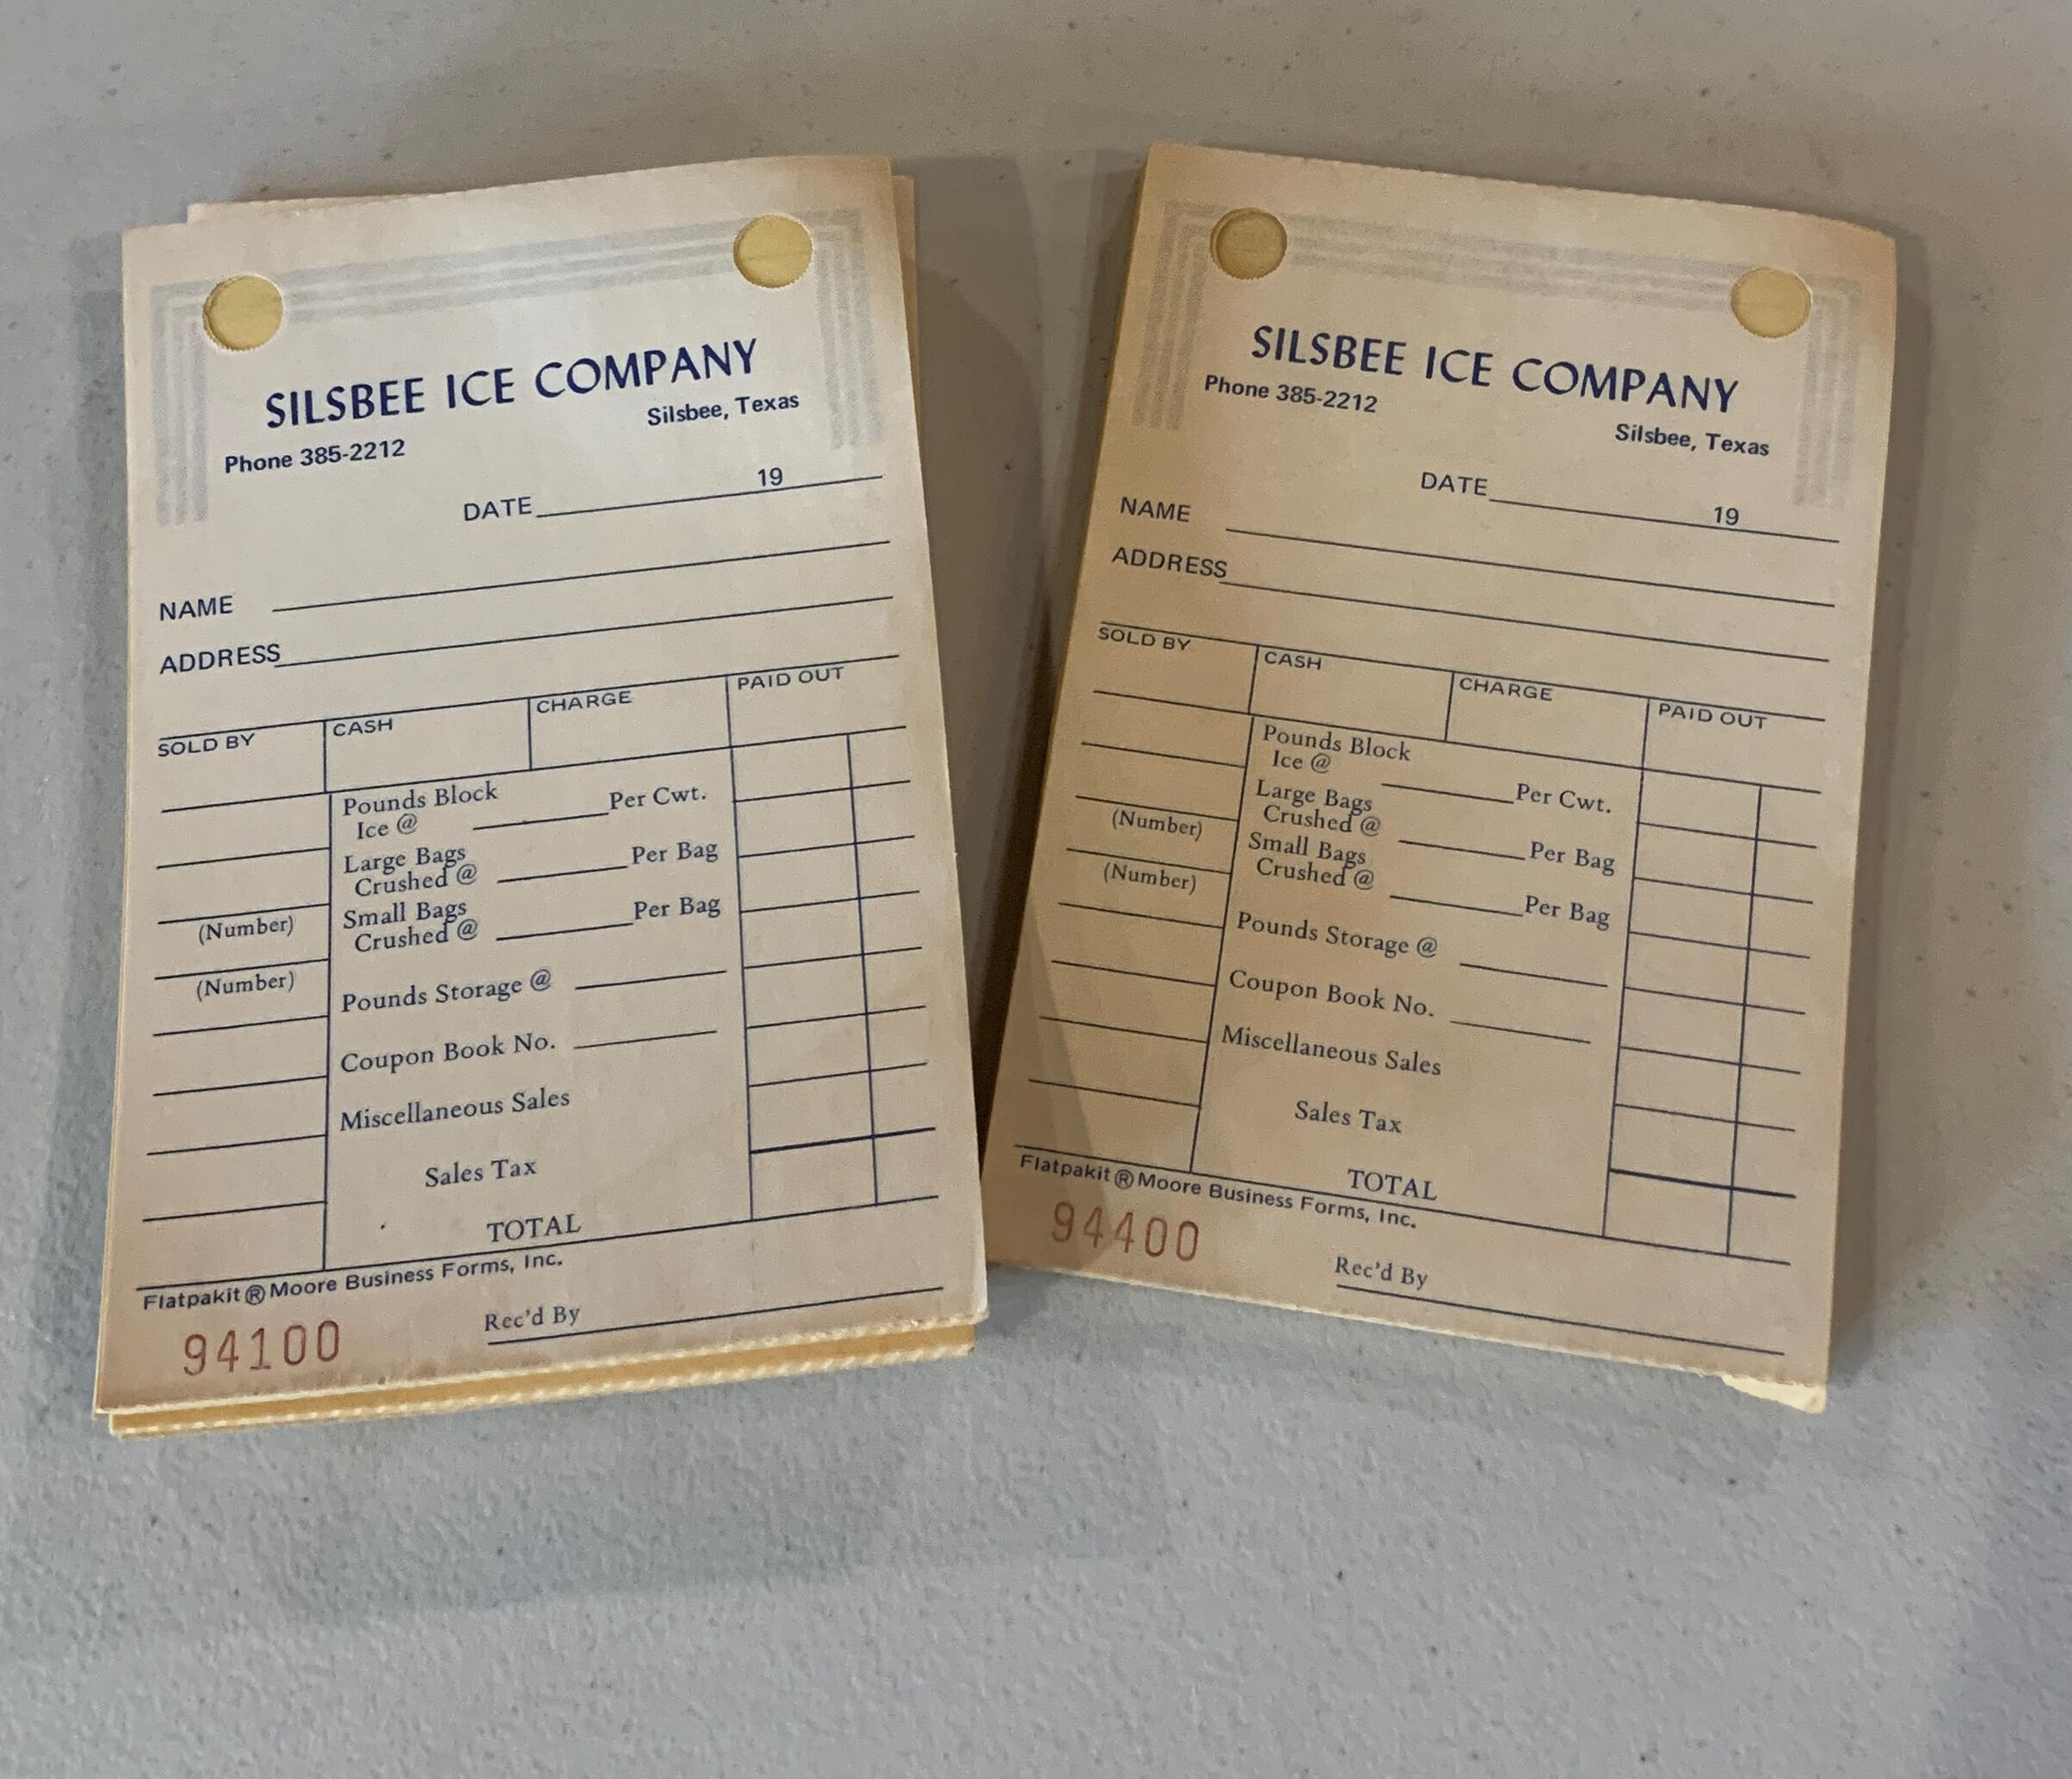 SILSBEE ICE COMPANY
Phone 385-2212
Silsbee, Texas
DATE 19
NAME
ADDRESS
SOLD BY CASH CHARGE PAID OUT
Pounds Block
Ice @ Per Cwt.
Large Bags
Crushed @ Per Bag
(Number) Small Bags
Crushed @ Per Bag
(Number)
Pounds Storage @
Coupon Book No.
Miscellaneous Sales
Sales Tax
TOTAL
Flatpakit ® Moore Business Forms, Inc.
94100
Rec'd By
SILSBEE ICE COMPANY
Phone 385-2212
Silsbee, Texas
DATE 19
NAME
ADDRESS
SOLD BY CASH CHARGE PAID OUT
Pounds Block
Ice @ Per Cwt.
Large Bags
Crushed @ Per Bag
(Number) Small Bags
Crushed @ Per Bag
(Number)
Pounds Storage @
Coupon Book No.
Miscellaneous Sales
Sales Tax
TOTAL
Flatpakit ® Moore Business Forms, Inc.
94400
Rec'd By